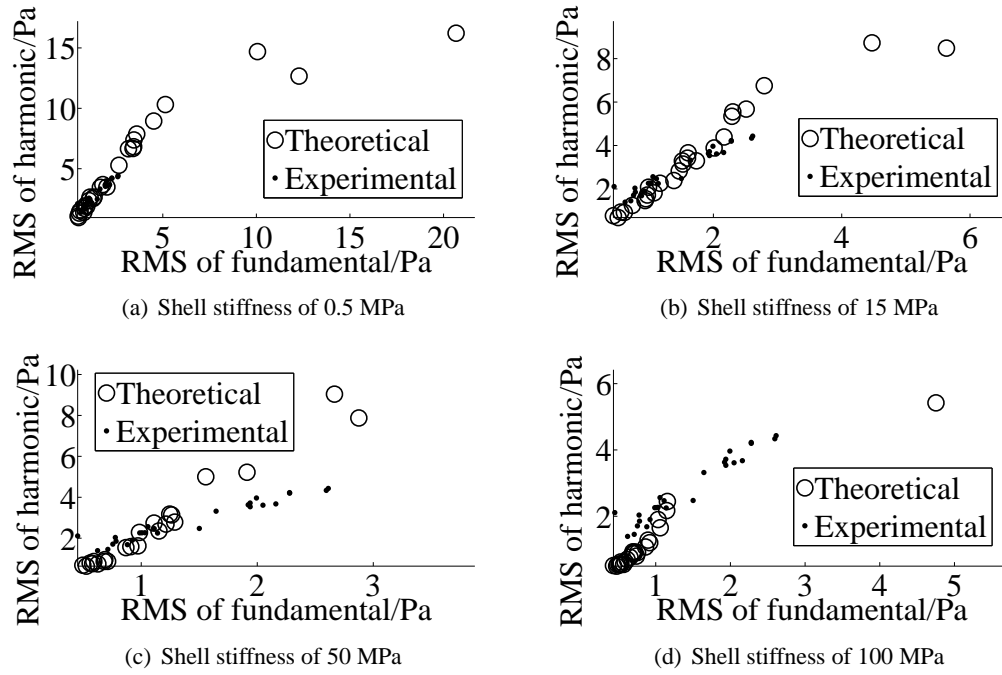 RMS of harmonic/Pa
15
10
5
Theoretical
Experimental
5 10 15 20
RMS of fundamental/Pa
(a) Shell stiffness of 0.5 MPa
RMS of harmonic/Pa
8
6
4
2
Theoretical
Experimental
2 4 6
RMS of fundamental/Pa
(b) Shell stiffness of 15 MPa
RMS of harmonic/Pa
10
8
6
4
2
Theoretical
Experimental
1 2 3
RMS of fundamental/Pa
(c) Shell stiffness of 50 MPa
RMS of harmonic/Pa
6
4
2
Theoretical
Experimental
1 2 3 4 5
RMS of fundamental/Pa
(d) Shell stiffness of 100 MPa